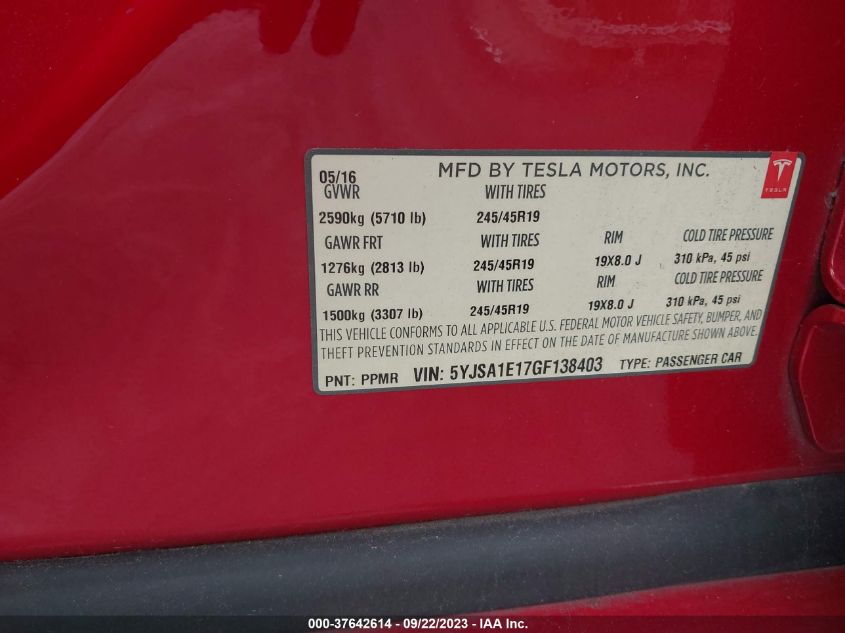 05/16 MFD BY TESLA MOTORS, INC.
TESLA
GVWR WITH TIRES
2590kg (5710 lb) 245/45R19
GAWR FRT WITH TIRES RIM COLD TIRE PRESSURE
1276kg (2813 lb) 245/45R19 19X8.0 J 310 kPa, 45 psi
GAWR RR WITH TIRES RIM COLD TIRE PRESSURE
1500kg (3307 lb) 245/45R19 19X8.0 J 310 kPa, 45 psi
THIS VEHICLE CONFORMS TO ALL APPLICABLE U.S. FEDERAL MOTOR VEHICLE SAFETY, BUMPER, AND
THEFT PREVENTION STANDARDS IN EFFECT ON THE DATE OF MANUFACTURE SHOWN ABOVE.
PNT: PPMR VIN: 5YJSA1E17GF138403 TYPE: PASSENGER CAR
000-37642614 - 09/22/2023 - IAA Inc.